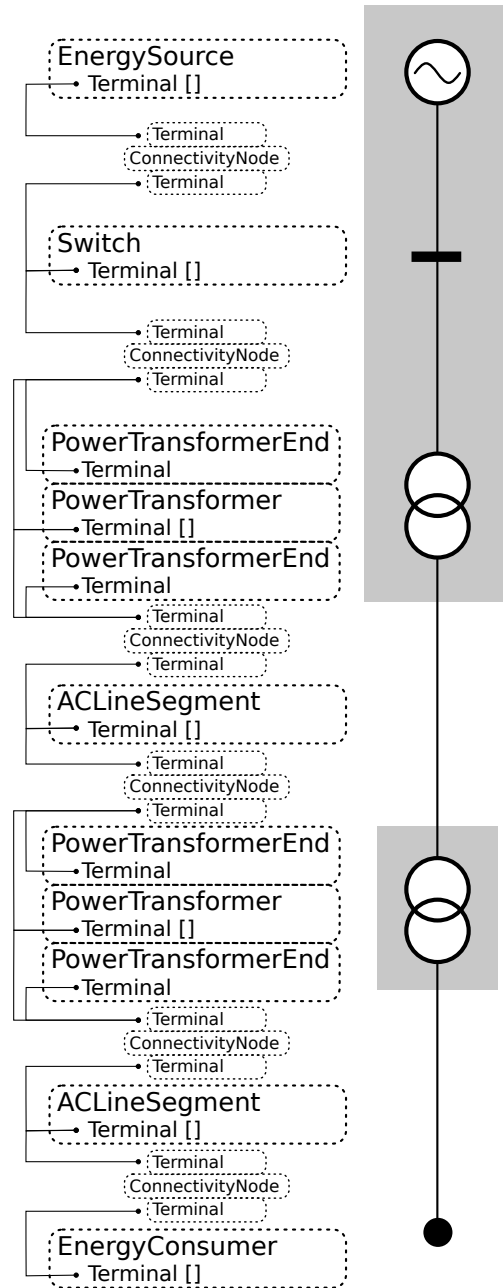 EnergySource
Terminal []
Terminal
ConnectivityNode
Terminal
Switch
Terminal []
Terminal
ConnectivityNode
Terminal
PowerTransformerEnd
Terminal
PowerTransformer
Terminal []
PowerTransformerEnd
Terminal
Terminal
ConnectivityNode
Terminal
ACLineSegment
Terminal []
Terminal
ConnectivityNode
Terminal
PowerTransformerEnd
Terminal
PowerTransformer
Terminal []
PowerTransformerEnd
Terminal
Terminal
ConnectivityNode
Terminal
ACLineSegment
Terminal []
Terminal
ConnectivityNode
Terminal
EnergyConsumer
Terminal []